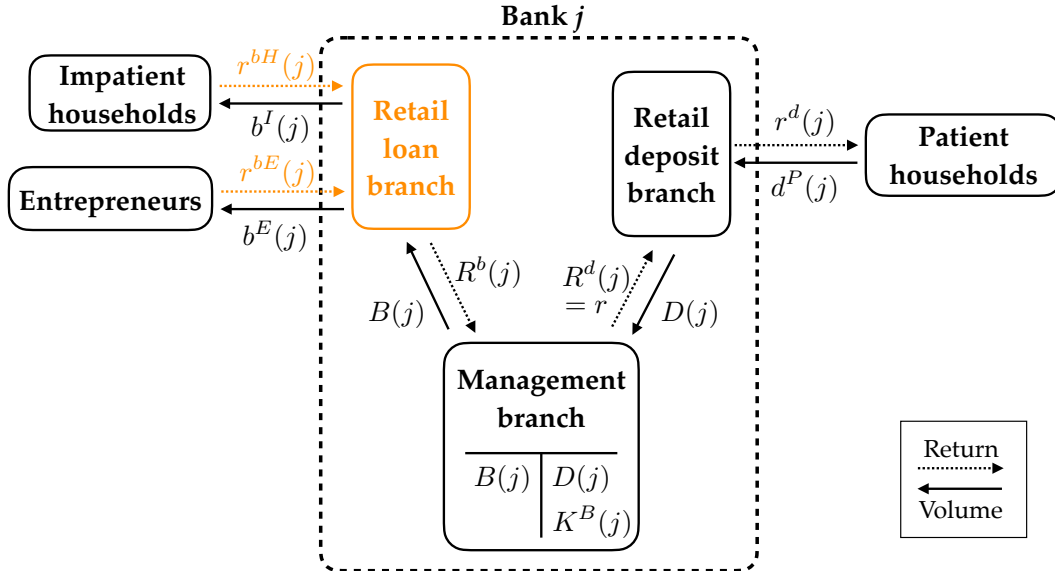 Bank j
Impatient
households
r^{bH}(j)
b^I(j)
Entrepreneurs
r^{bE}(j)
b^E(j)
Retail
loan
branch
Retail
deposit
branch
r^d(j)
d^P(j)
Patient
households
R^b(j)
B(j)
R^d(j)
= r
D(j)
Management
branch
B(j)
D(j)
K^B(j)
Return
Volume